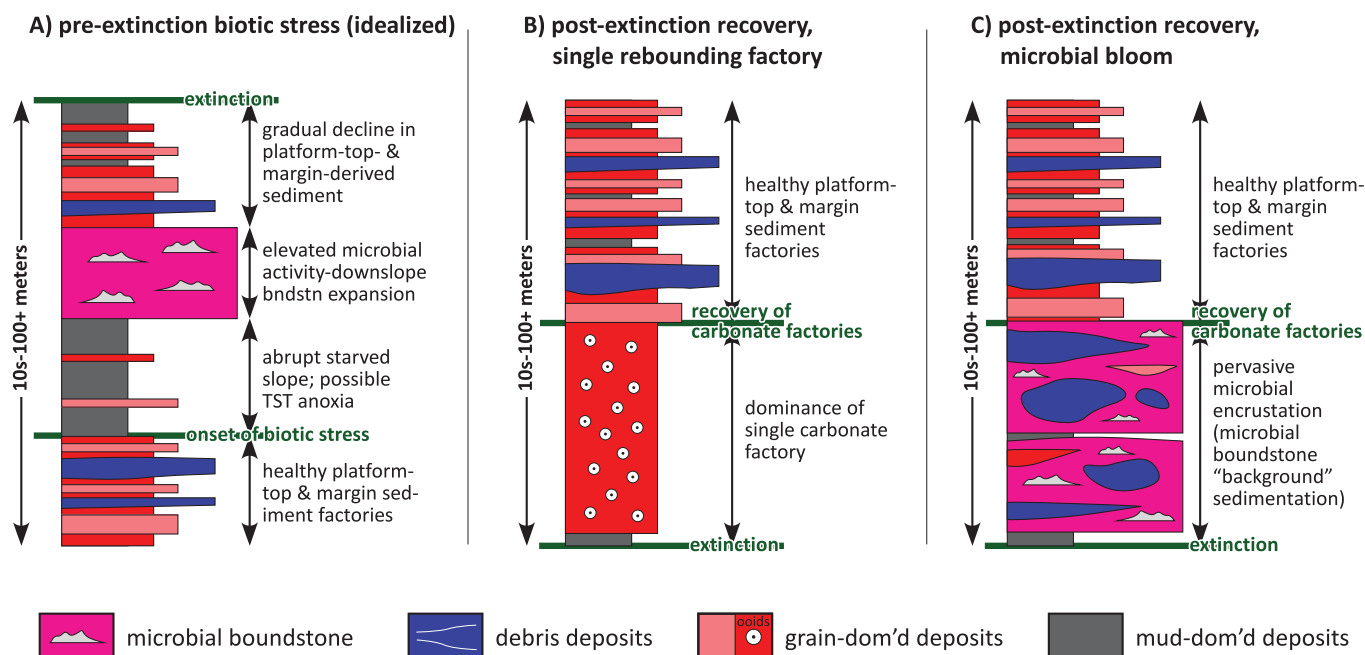 A) pre-extinction biotic stress (idealized)
extinction
gradual decline in
platform-top- &
margin-derived
sediment
elevated microbial
activity-downslope
bndstn expansion
abrupt starved
slope; possible
TST anoxia
onset of biotic stress
healthy platform-
top & margin sed-
iment factories
10s-100+ meters
B) post-extinction recovery,
single rebounding factory
healthy platform-
top & margin
sediment
factories
recovery of
carbonate factories
dominance of
single carbonate
factory
extinction
10s-100+ meters
C) post-extinction recovery,
microbial bloom
healthy platform-
top & margin
sediment
factories
recovery of
carbonate factories
pervasive
microbial
encrustation
(microbial
boundstone
“background”
sedimentation)
extinction
10s-100+ meters
microbial boundstone
debris deposits
ooids
grain-dom’d deposits
mud-dom’d deposits